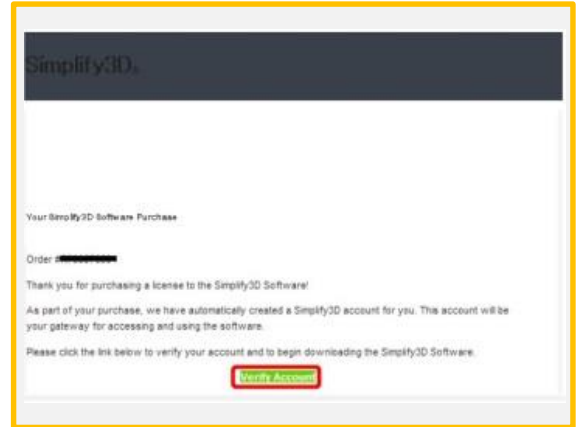 Simplify3D.
Your Simplify3D Software Purchase
Order #
Thank you for purchasing a license to the Simplify3D Software!
As part of your purchase, we have automatically created a Simplify3D account for you. This account will be
your gateway for accessing and using the software.
Please click the link below to verify your account and to begin downloading the Simplify3D Software.
Verify Account